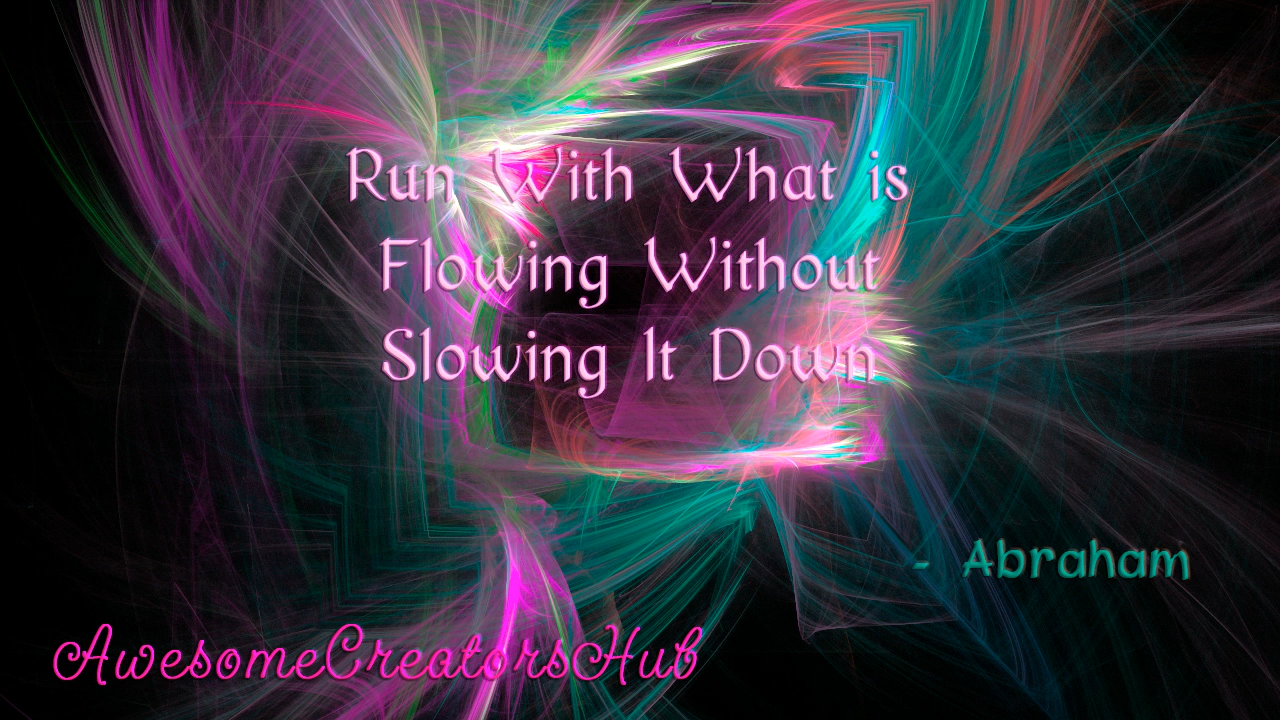 Run With What is
Flowing Without
Slowing It Down
- Abraham
AwesomeCreatorsHub